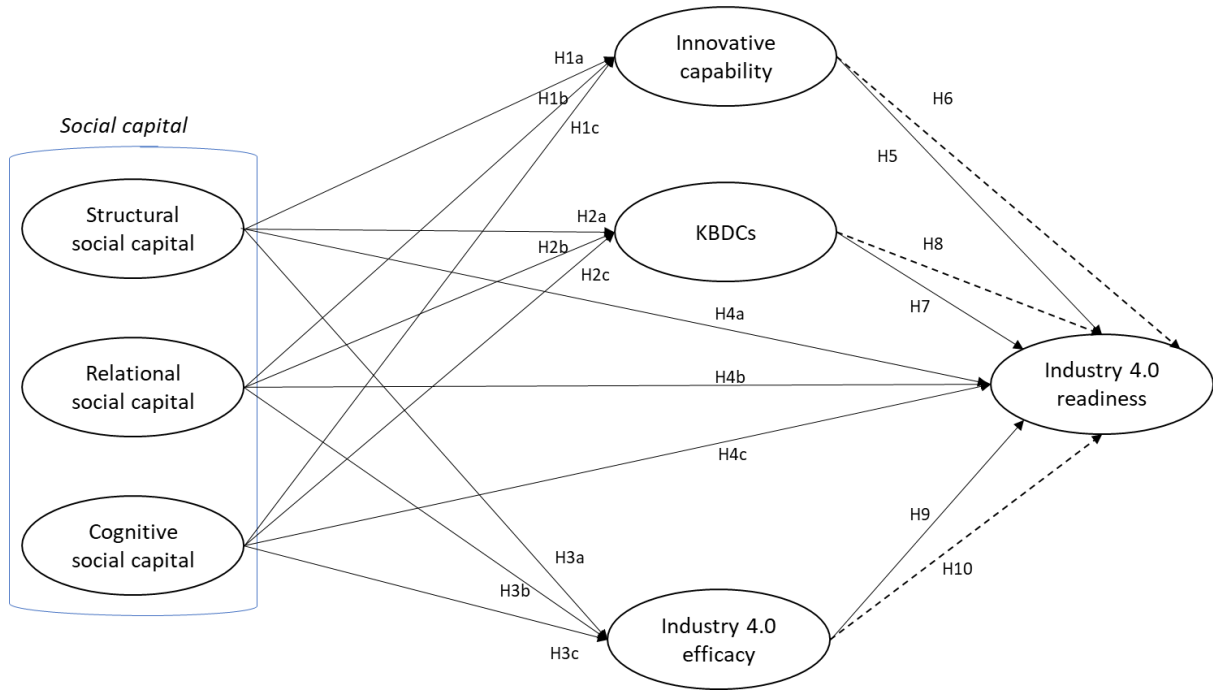 Innovative
capability
H1a
H1b
H1c
H6
H5
Social capital
Structural
social capital
H2a
H2b
H2c
KBDCs
H8
H7
H4a
Relational
social capital
H4b
Industry 4.0
readiness
H4c
Cognitive
social capital
H9
H10
H3a
H3b
H3c
Industry 4.0
efficacy